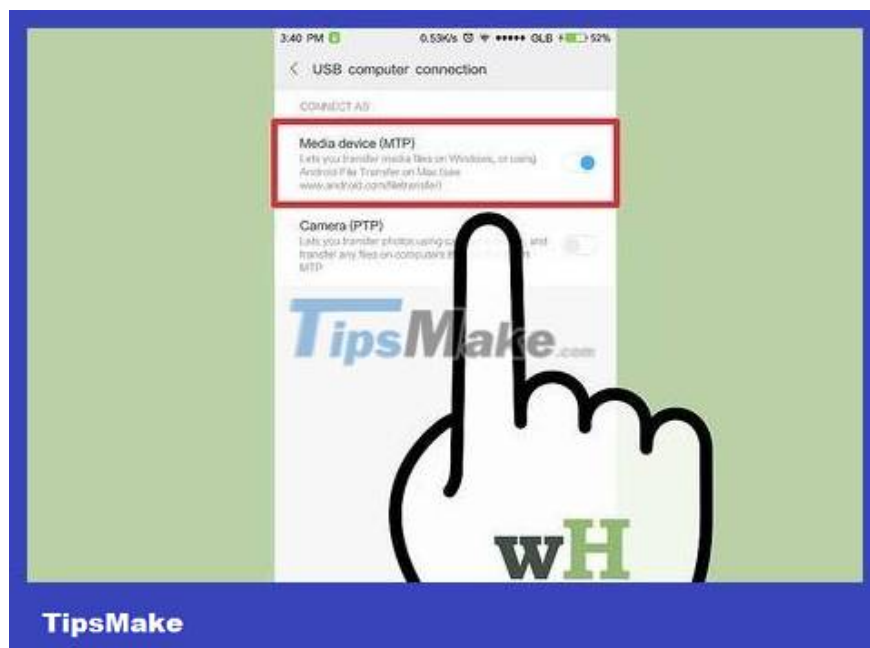 3:40 PM 0.53K/s GLB 52%
USB computer connection
CONNECT AS
Media device (MTP)
Lets you transfer media files on Windows, or using
Android File Transfer on Mac (see
www.android.com/filetransfer)
Camera (PTP)
Lets you transfer photos using and
transfer any files on computers
MTP
TipsMake.com
wH
TipsMake